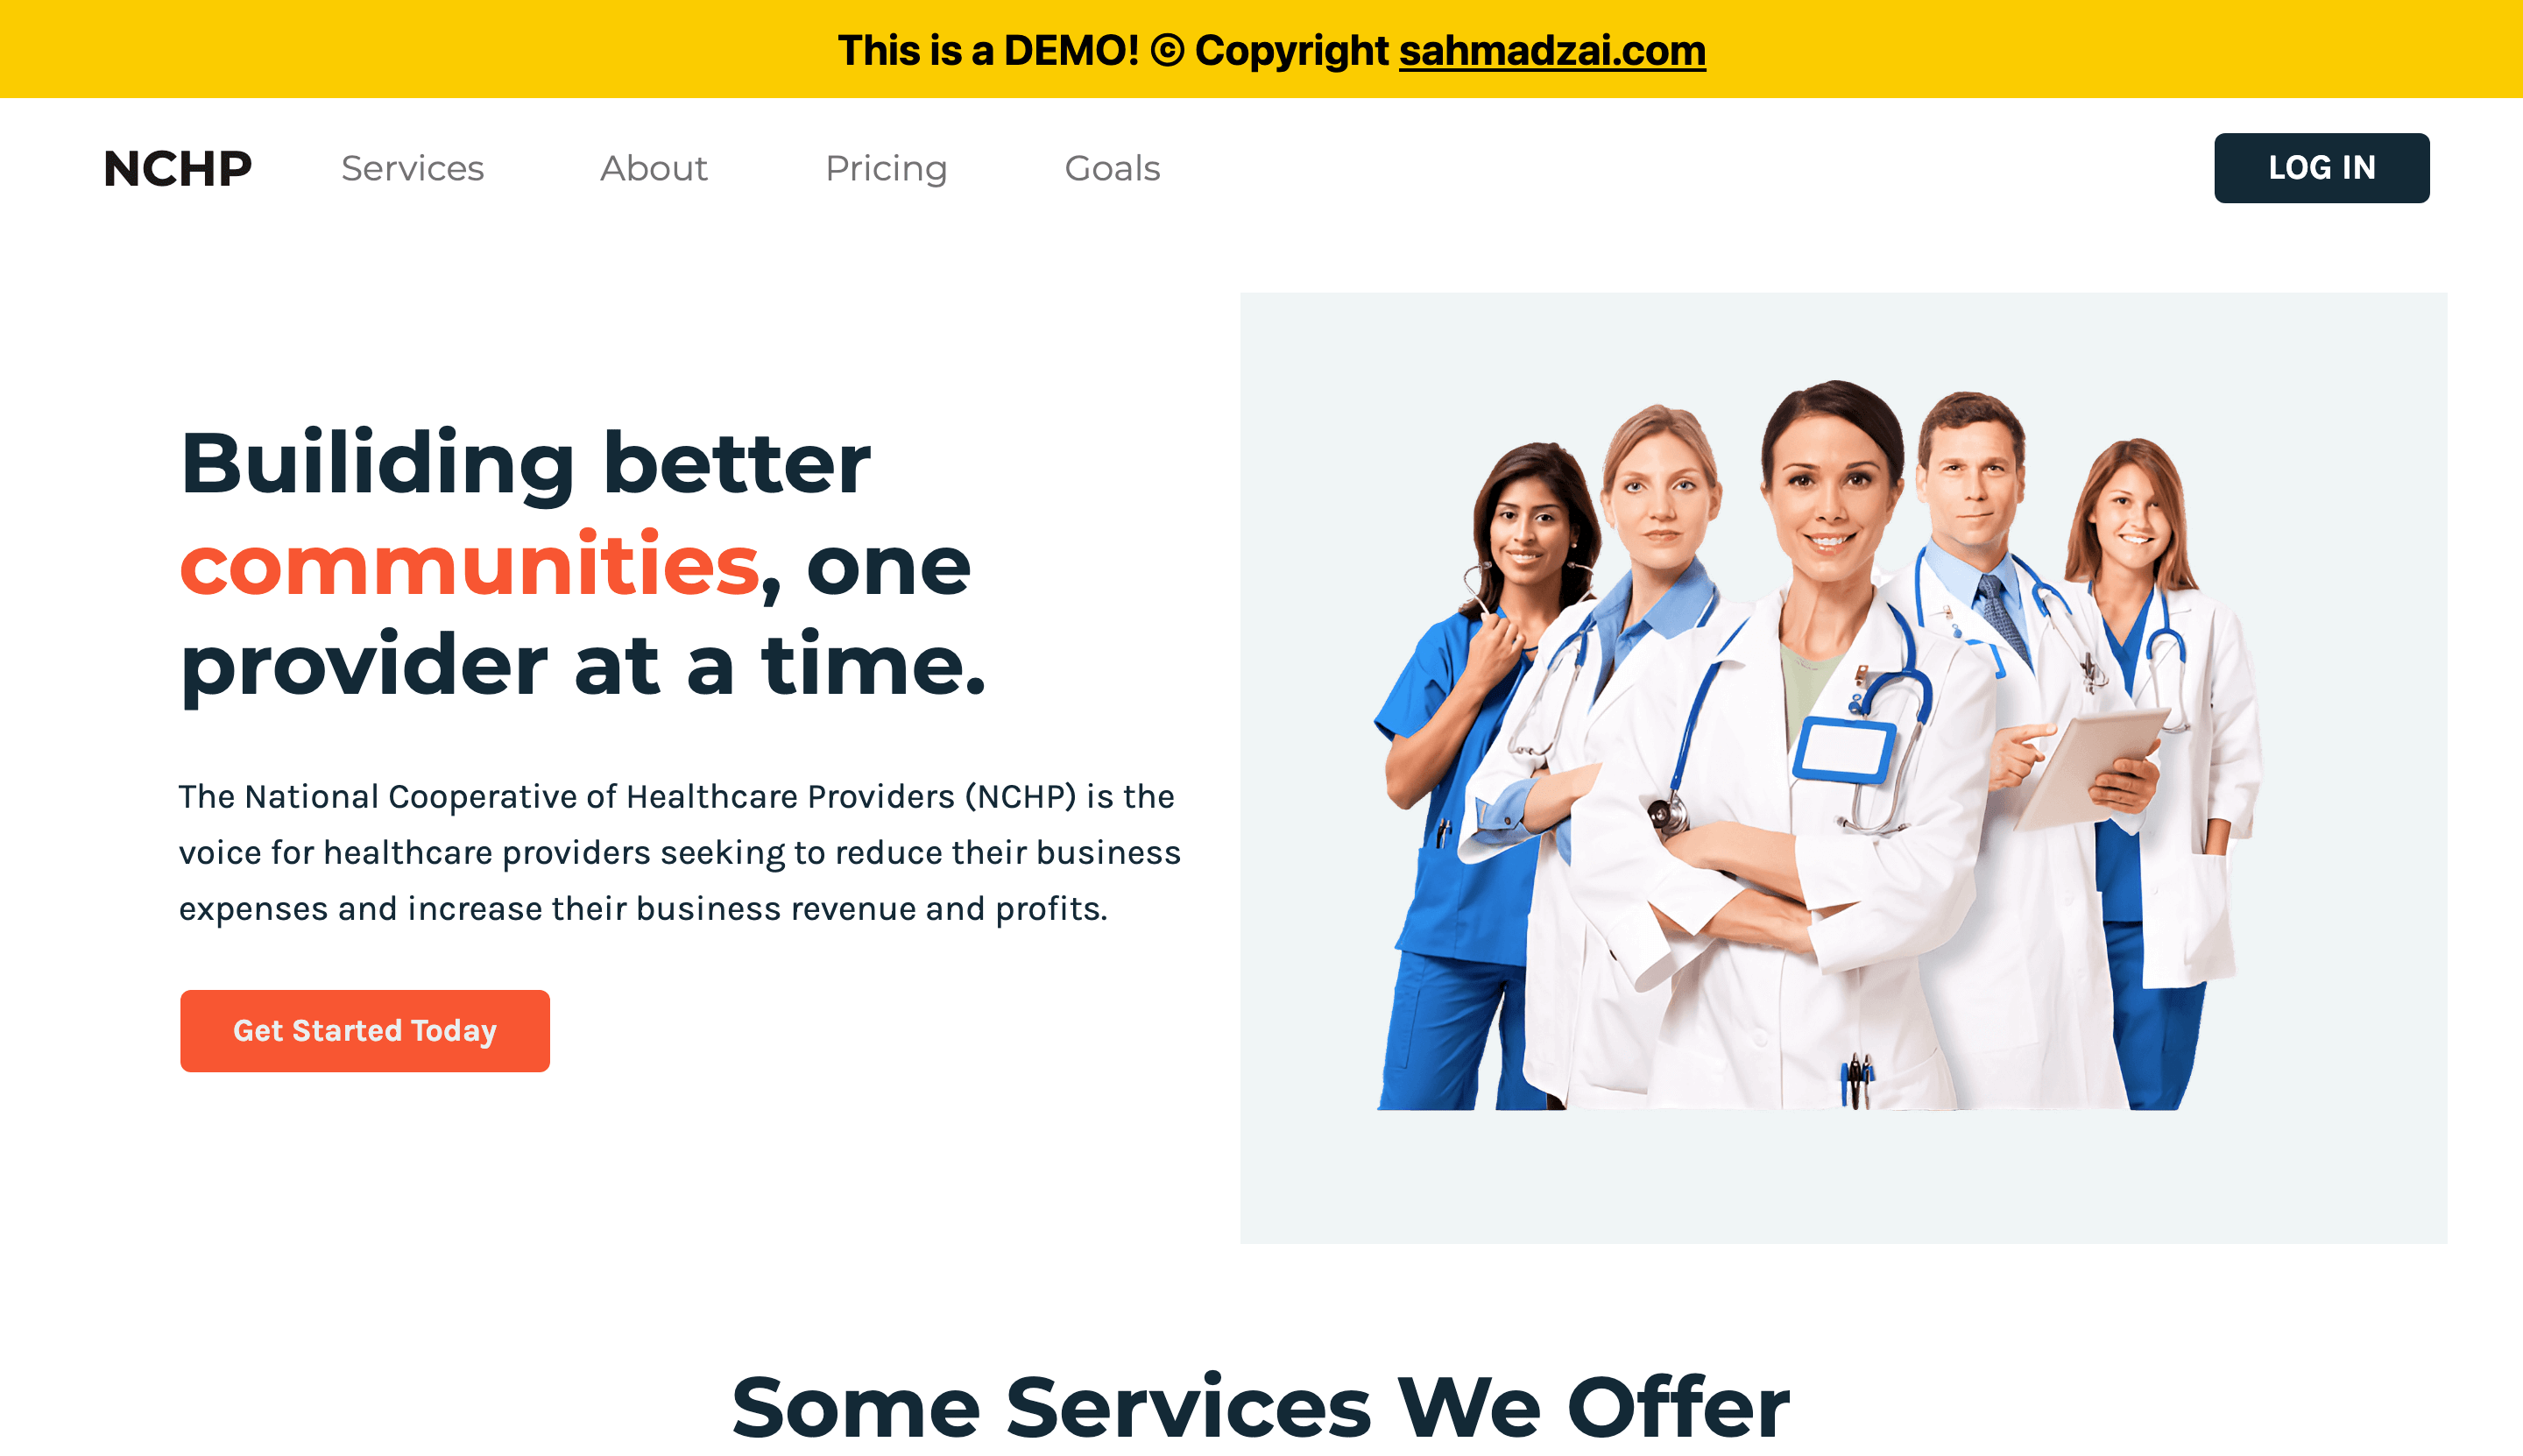 This is a DEMO! © Copyright sahmadzai.com
NCHP Services About Pricing Goals LOG IN
Builiding better
communities, one
provider at a time.
The National Cooperative of Healthcare Providers (NCHP) is the
voice for healthcare providers seeking to reduce their business
expenses and increase their business revenue and profits.
Get Started Today
Some Services We Offer